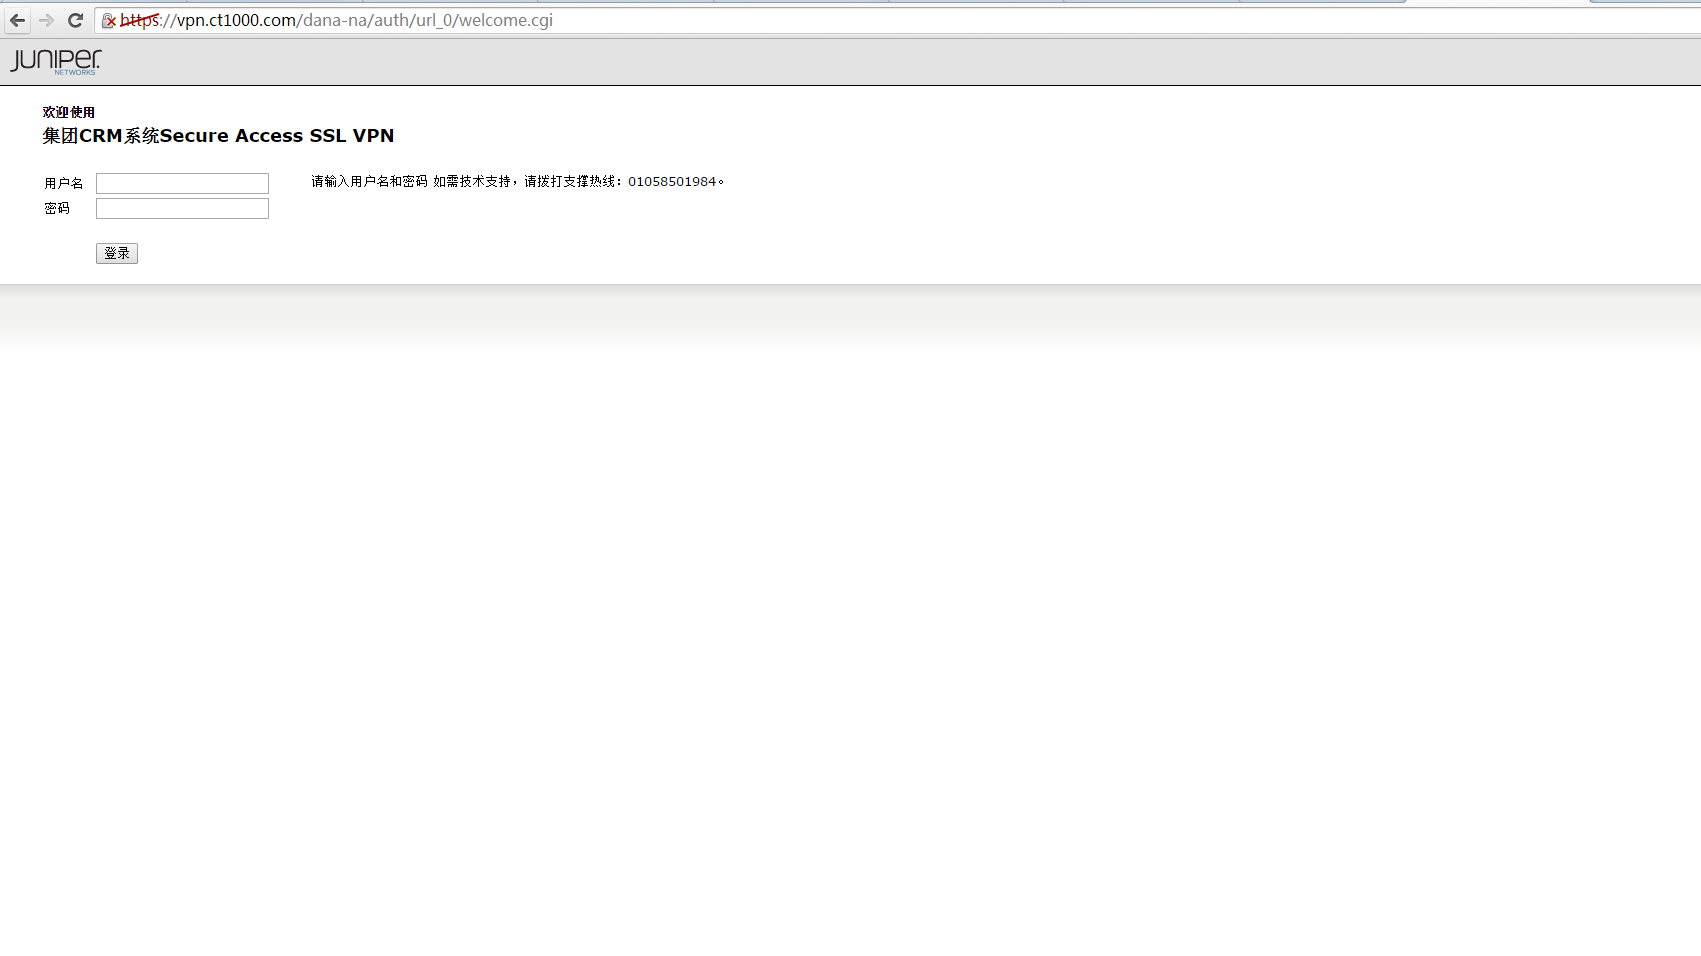 https://vpn.ct1000.com/dana-na/auth/url_0/welcome.cgi
JUNIPER
NETWORKS
欢迎使用
集团CRM系统Secure Access SSL VPN
用户名 请输入用户名和密码 如需技术支持，请拨打支撑热线：01058501984。
密码
登录